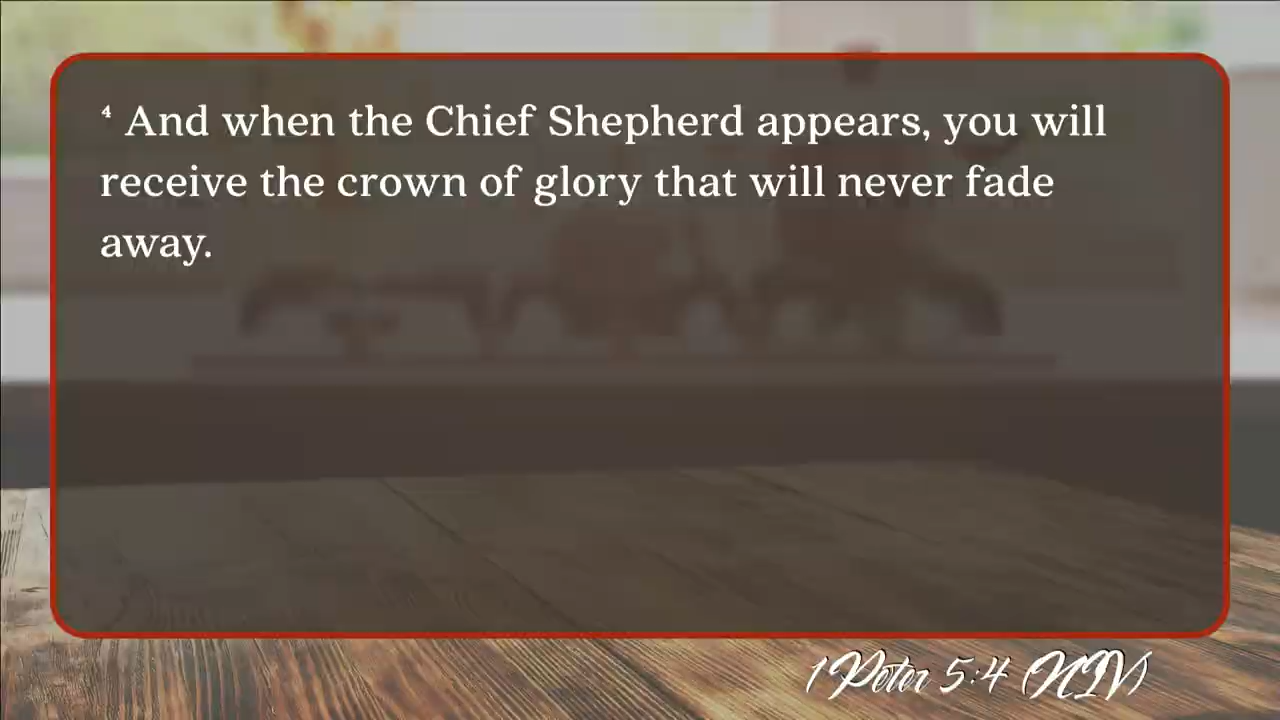 ⁴ And when the Chief Shepherd appears, you will
receive the crown of glory that will never fade
away.
1 Peter 5:4 (NIV)